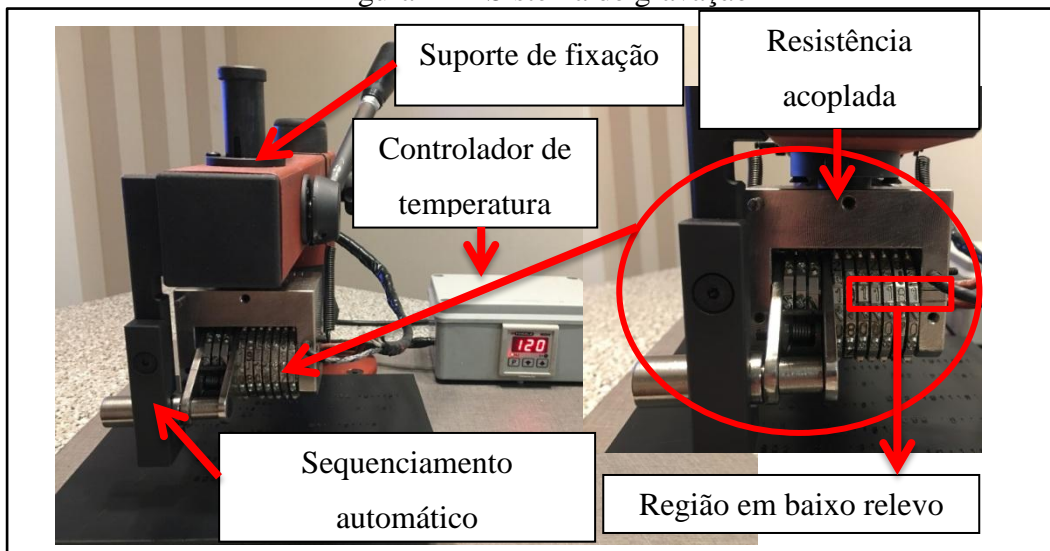 Suporte de fixação
Resistência
acoplada
Controlador de
temperatura
120
Sequenciamento
automático
Região em baixo relevo